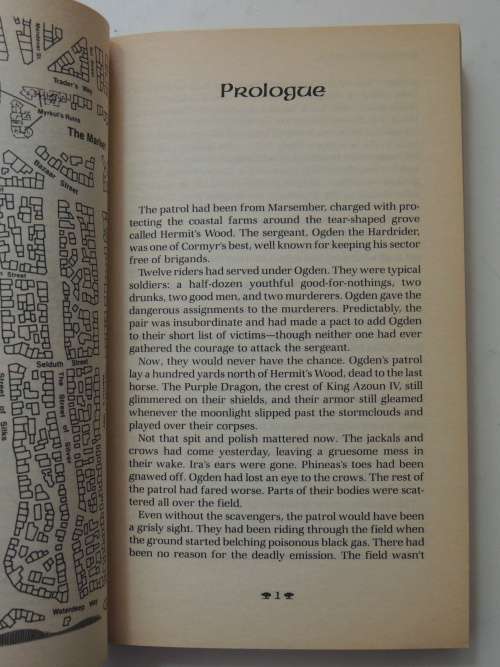 Trader's Way
Myrkul's Ruins
The Market
Bazaar
Street
Street
Selduth Street
The Street of Silver
Street of Silks
Waterdeep Way
Prologue
The patrol had been from Marsember, charged with pro-
tecting the coastal farms around the tear-shaped grove
called Hermit's Wood. The sergeant. Ogden the Hardrider,
was one of Cormyr's best, well known for keeping his sector
free of brigands.
Twelve riders had served under Ogden. They were typical
soldiers: a half-dozen youthful good-for-nothings, two
drunks, two good men, and two murderers. Ogden gave the
dangerous assignments to the murderers. Predictably, the
pair was insubordinate and had made a pact to add Ogden
to their short list of victims—though neither one had ever
gathered the courage to attack the sergeant.
Now, they would never have the chance. Ogden's patrol
lay a hundred yards north of Hermit's Wood, dead to the last
horse. The Purple Dragon, the crest of King Azoun IV, still
glimmered on their shields, and their armor still gleamed
whenever the moonlight slipped past the stormclouds and
played over their corpses.
Not that spit and polish mattered now. The jackals and
crows had come yesterday, leaving a gruesome mess in
their wake. Ira's ears were gone. Phineas's toes had been
gnawed off. Ogden had lost an eye to the crows. The rest of
the patrol had fared worse. Parts of their bodies were scat-
tered all over the field.
Even without the scavengers, the patrol would have been
a grisly sight. They had been riding through the field when
the ground started belching poisonous black gas. There had
been no reason for the deadly emission. The field wasn't
1